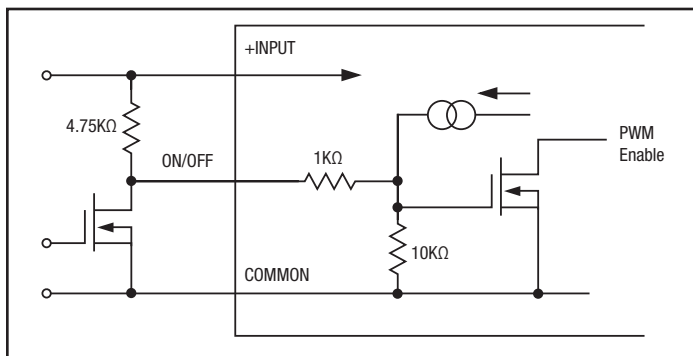 +INPUT
4.75KΩ
ON/OFF
1KΩ
PWM
Enable
10KΩ
COMMON